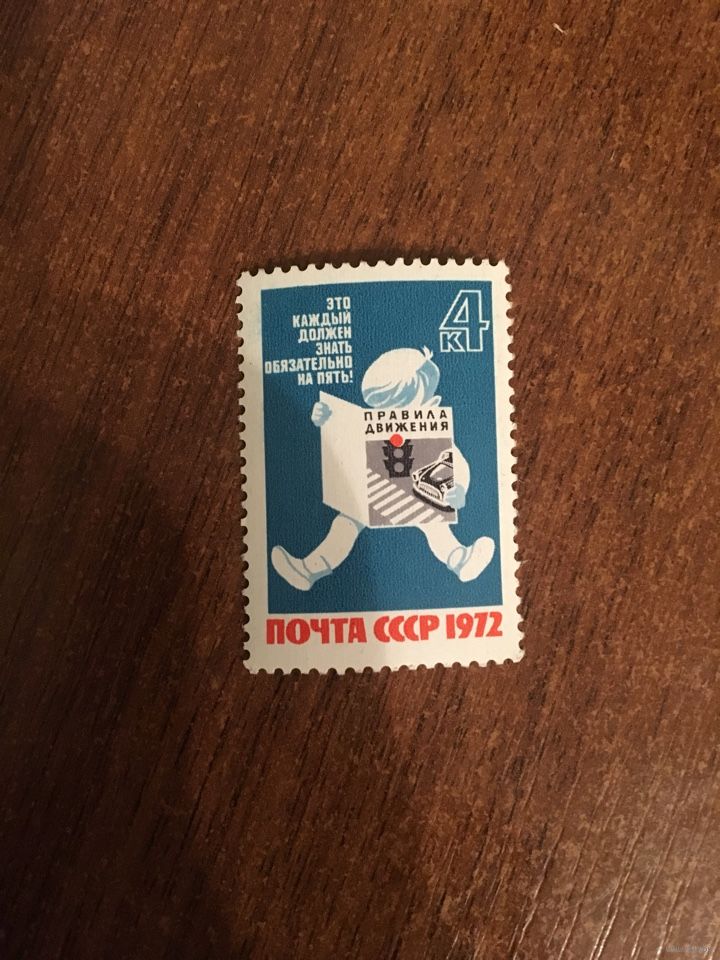 ЭТО
КАЖДЫЙ
ДОЛЖЕН
ЗНАТЬ
ОБЯЗАТЕЛЬНО
НА ПЯТЬ!
4
К
ПРАВИЛА
ДВИЖЕНИЯ
ПОЧТА СССР 1972